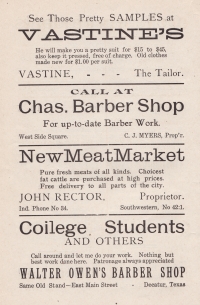 See Those Pretty SAMPLES at
VASTINE'S
He will make you a pretty suit for $15 to $45,
also keep it pressed, free of charge. Old clothes
made new for $1.00 per suit.
VASTINE, - - - The Tailor.
CALL AT
Chas. Barber Shop
For up-to-date Barber Work.
West Side Square. C. J. MYERS, Prop'r.
New Meat Market
Pure fresh meats of all kinds. Choicest
fat cattle are purchased at high prices.
Free delivery to all parts of the city.
JOHN RECTOR, Proprietor.
Ind. Phone No 54. Southwestern, No 42:1.
College Students
AND OTHERS
Call around and let me do your work. Nothing but
best work done here. Patronage always appreciated
WALTER OWEN'S BARBER SHOP
Same Old Stand—East Main Street - Decatur, Texas